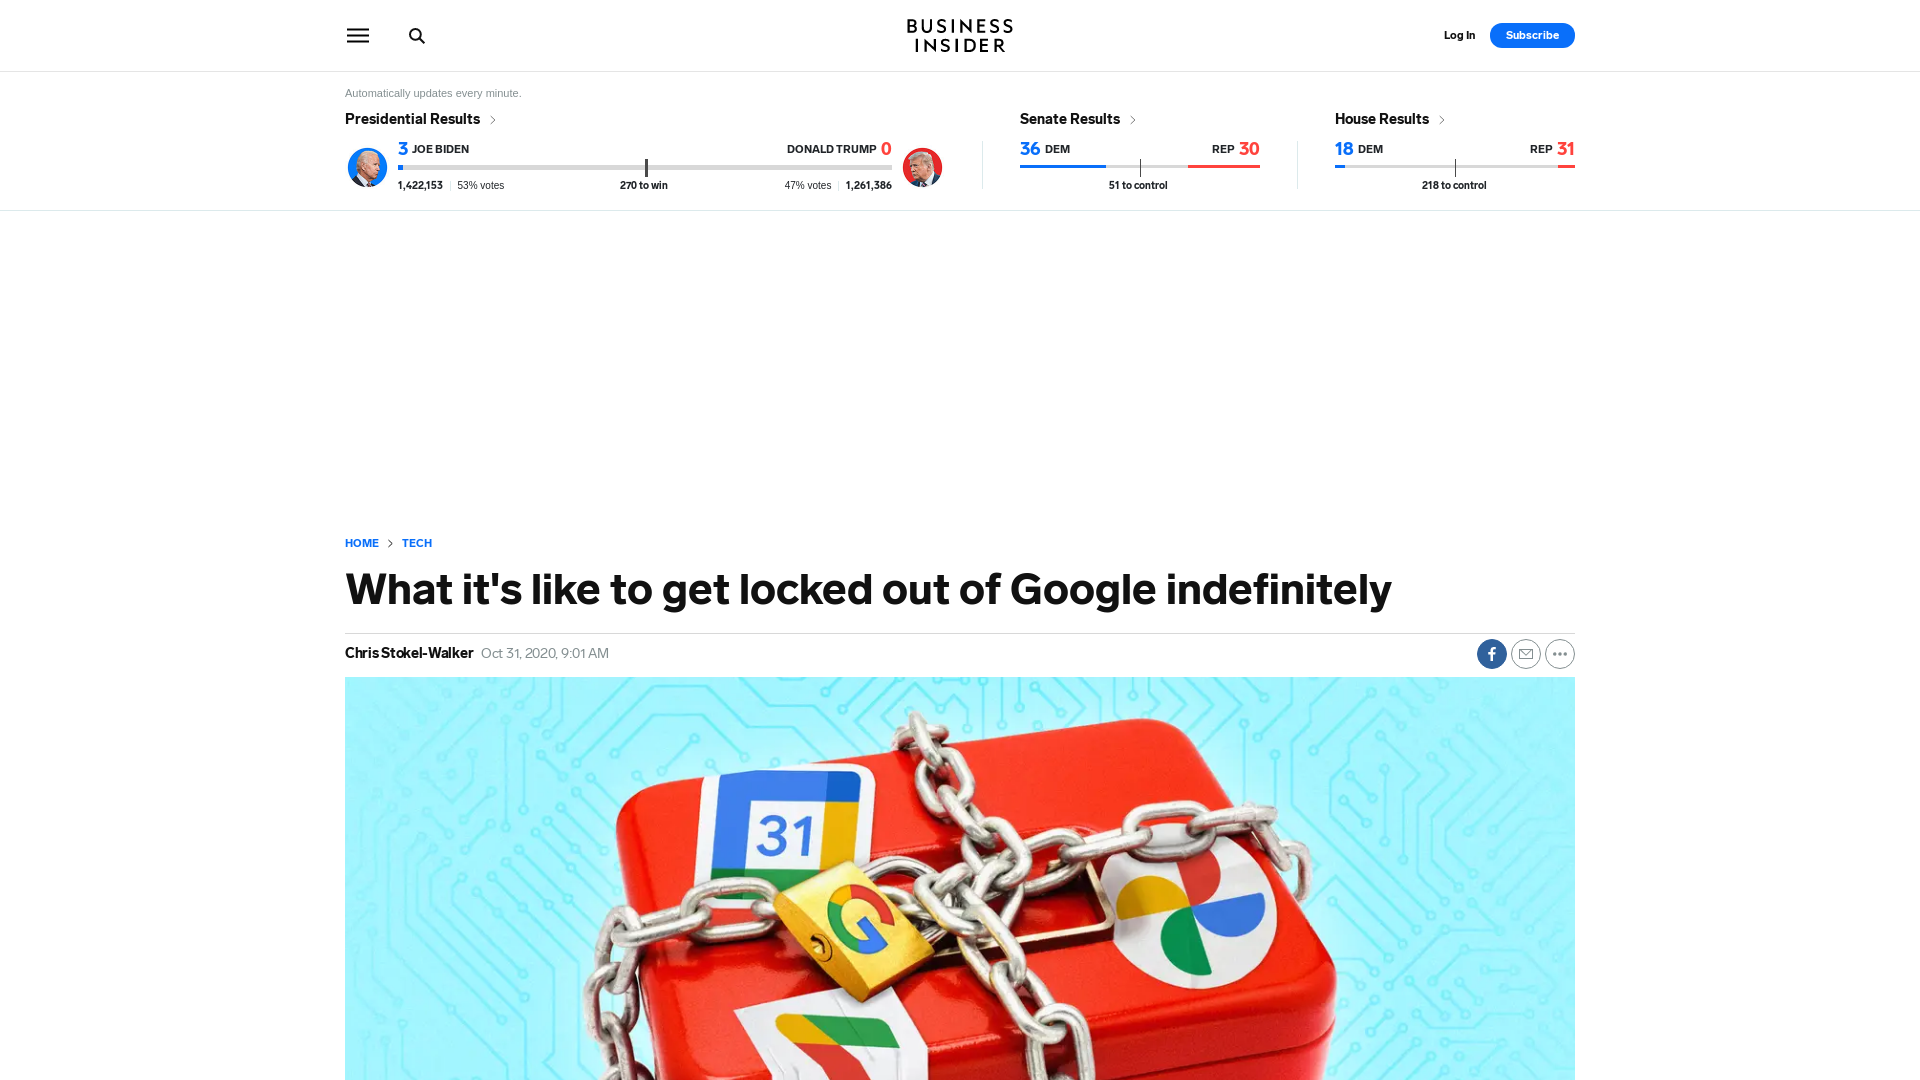 BUSINESS
INSIDER
Log In
Subscribe
Automatically updates every minute.
Presidential Results
3 JOE BIDEN
DONALD TRUMP 0
1,422,153 53% votes
270 to win
47% votes 1,261,386
Senate Results
36 DEM
REP 30
51 to control
House Results
18 DEM
REP 31
218 to control
HOME > TECH
What it's like to get locked out of Google indefinitely
Chris Stokel-Walker Oct 31, 2020, 9:01 AM
31
G